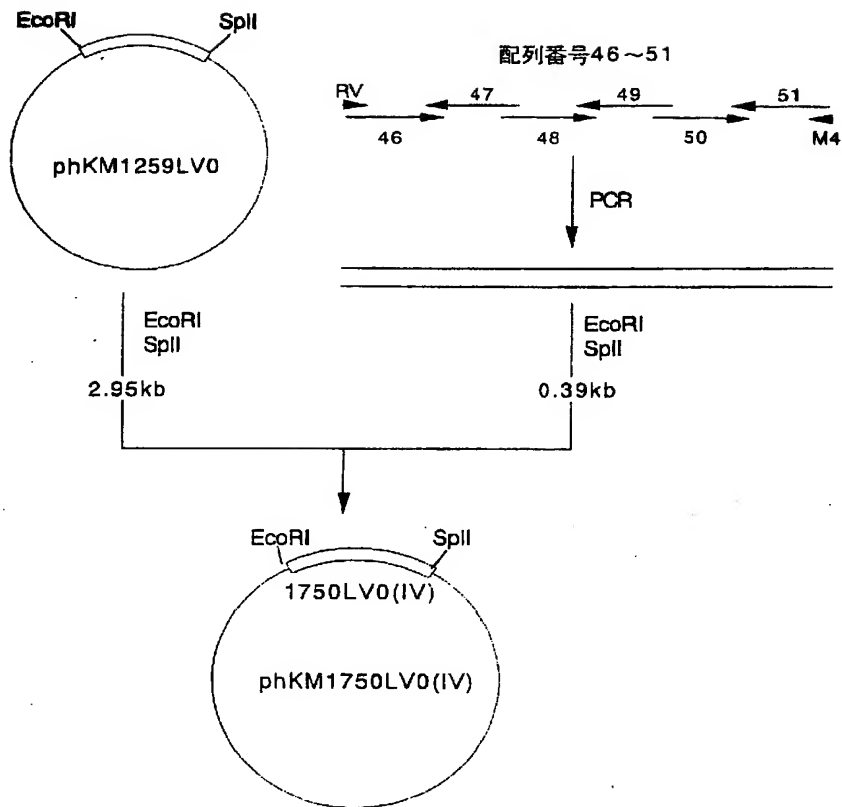 EcoRI
SplI
phKM1259LV0
配列番号46～51
RV
47
49
51
46
48
50
M4
PCR
EcoRI
SplI
2.95kb
EcoRI
SplI
0.39kb
EcoRI
SplI
1750LV0(IV)
phKM1750LV0(IV)